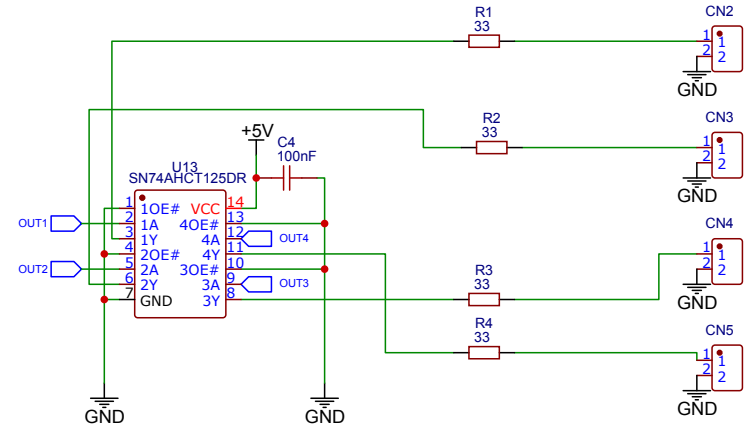 R1
33
CN2
1
2
1
2
GND
R2
33
CN3
1
2
1
2
GND
+5V
C4
100nF
U13
SN74AHCT125DR
1 1OE# VCC 14
2 1A 4OE# 13
3 1Y 4A 12
4 2OE# 4Y 11
5 2A 3OE# 10
6 2Y 3A 9
7 GND 3Y 8
OUT1
OUT2
OUT4
OUT3
CN4
1
2
1
2
GND
R3
33
R4
33
CN5
1
2
1
2
GND
GND
GND